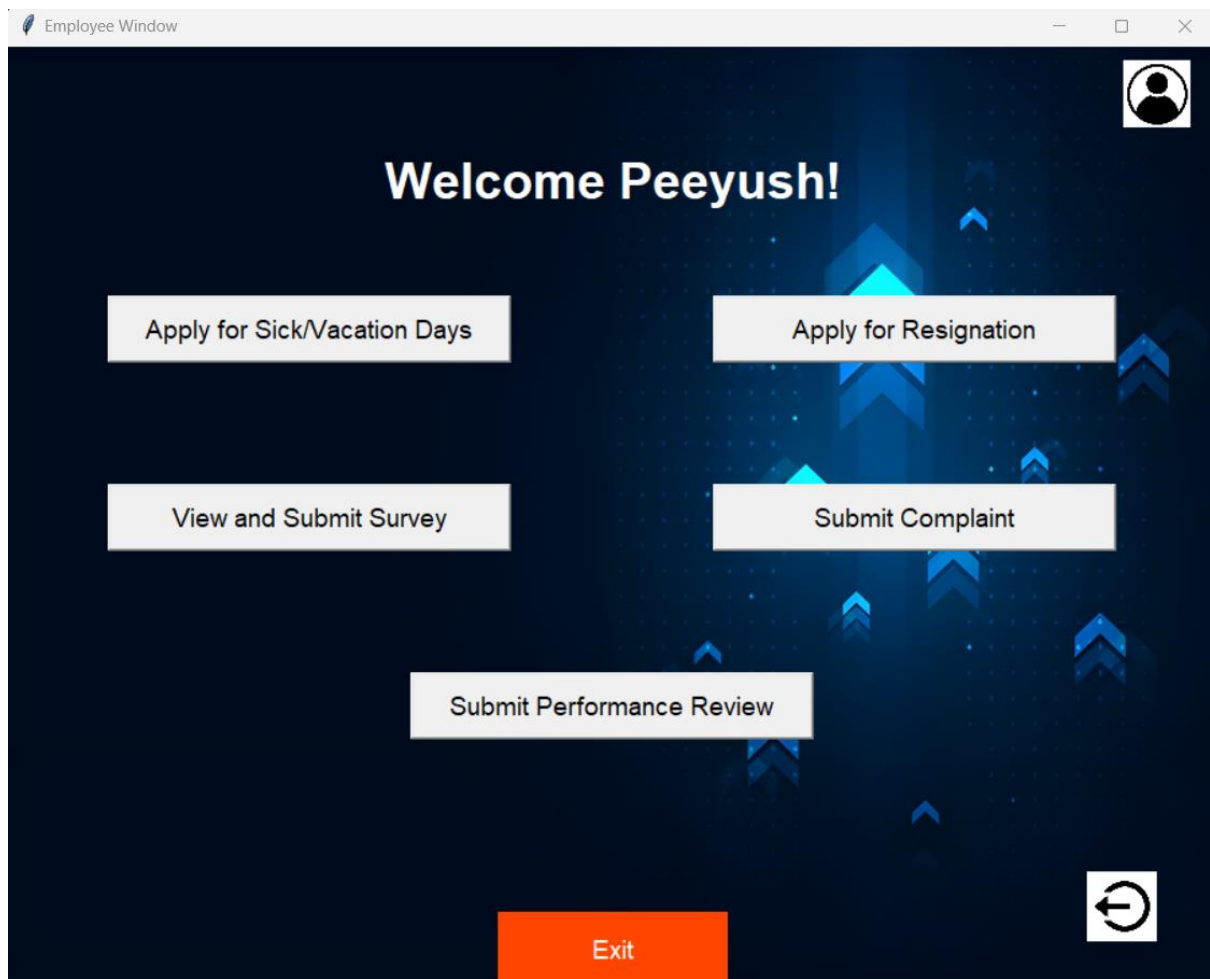 Employee Window
Welcome Peeyush!
Apply for Sick/Vacation Days
Apply for Resignation
View and Submit Survey
Submit Complaint
Submit Performance Review
Exit